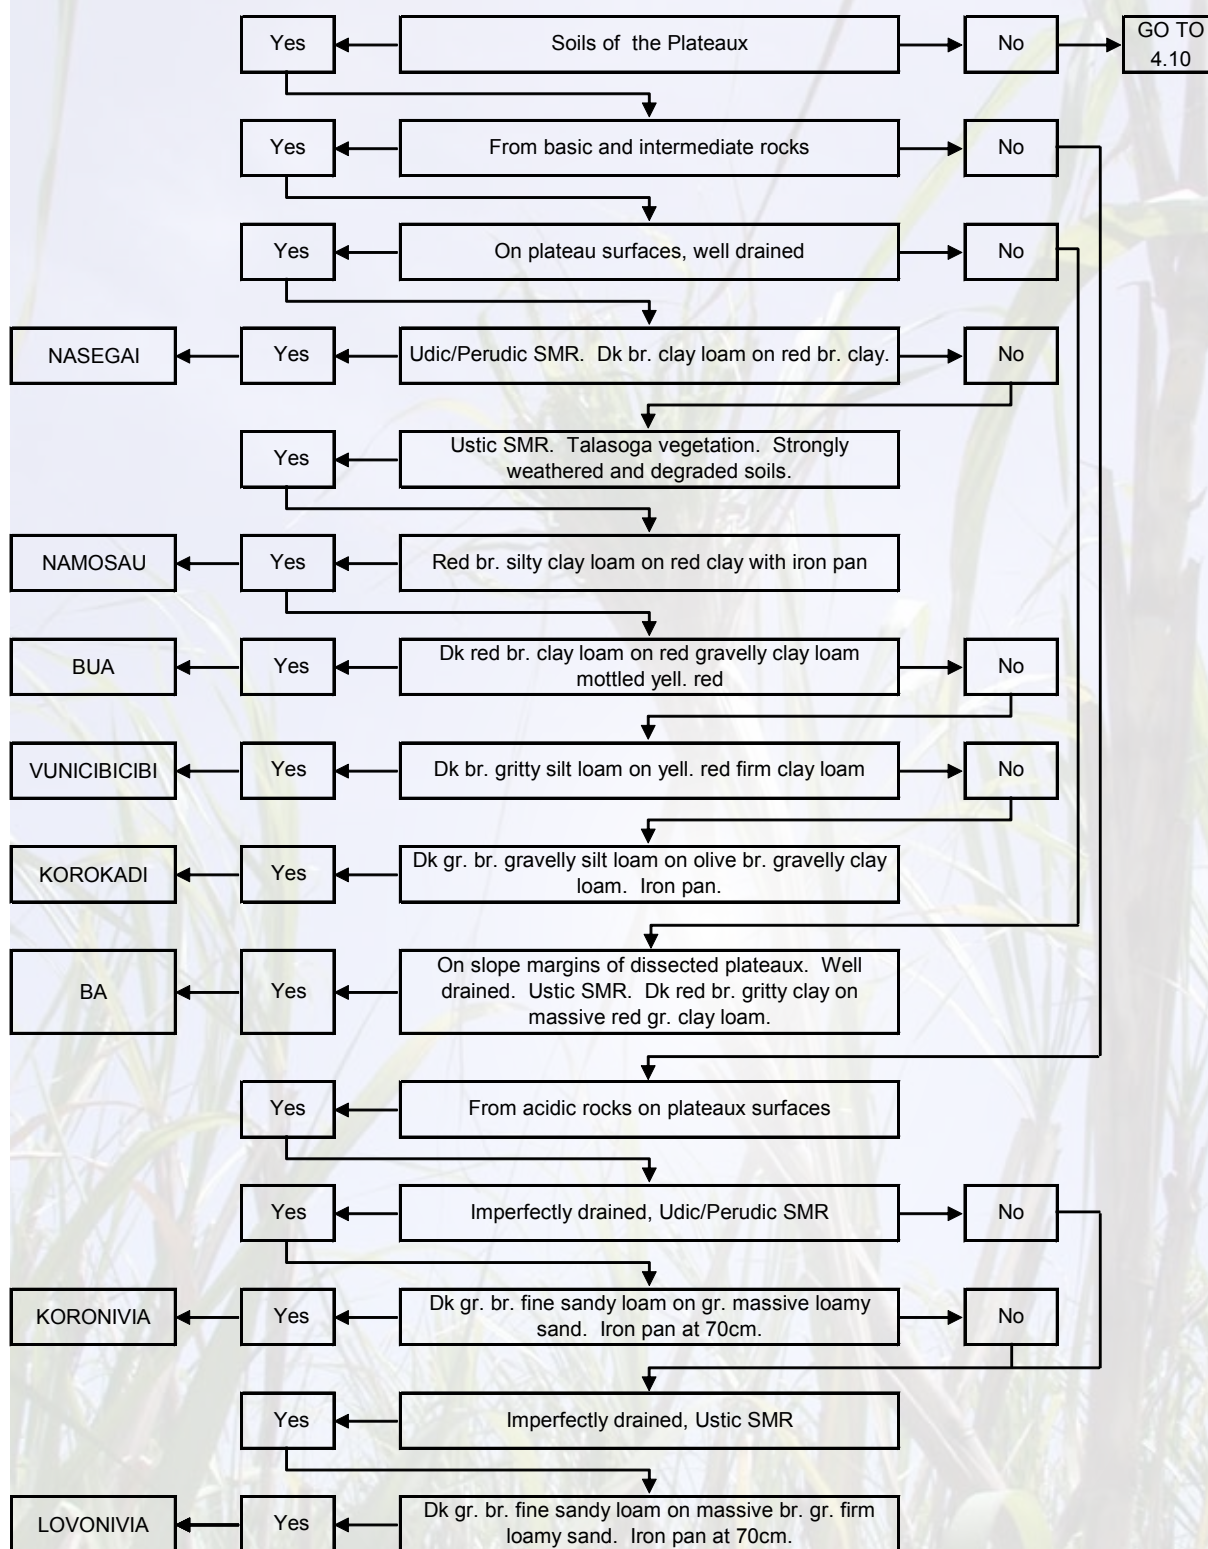 Yes
Soils of the Plateaux
No
GO TO
4.10
Yes
From basic and intermediate rocks
No
Yes
On plateau surfaces, well drained
No
NASEGAI
Yes
Udic/Perudic SMR. Dk br. clay loam on red br. clay.
No
Yes
Ustic SMR. Talasoga vegetation. Strongly
weathered and degraded soils.
NAMOSAU
Yes
Red br. silty clay loam on red clay with iron pan
BUA
Yes
Dk red br. clay loam on red gravelly clay loam
mottled yell. red
No
VUNICIBICIBI
Yes
Dk br. gritty silt loam on yell. red firm clay loam
No
KOROKADI
Yes
Dk gr. br. gravelly silt loam on olive br. gravelly clay
loam. Iron pan.
BA
Yes
On slope margins of dissected plateaux. Well
drained. Ustic SMR. Dk red br. gritty clay on
massive red gr. clay loam.
Yes
From acidic rocks on plateaux surfaces
Yes
Imperfectly drained, Udic/Perudic SMR
No
KORONIVIA
Yes
Dk gr. br. fine sandy loam on gr. massive loamy
sand. Iron pan at 70cm.
No
Yes
Imperfectly drained, Ustic SMR
LOVONIVIA
Yes
Dk gr. br. fine sandy loam on massive br. gr. firm
loamy sand. Iron pan at 70cm.